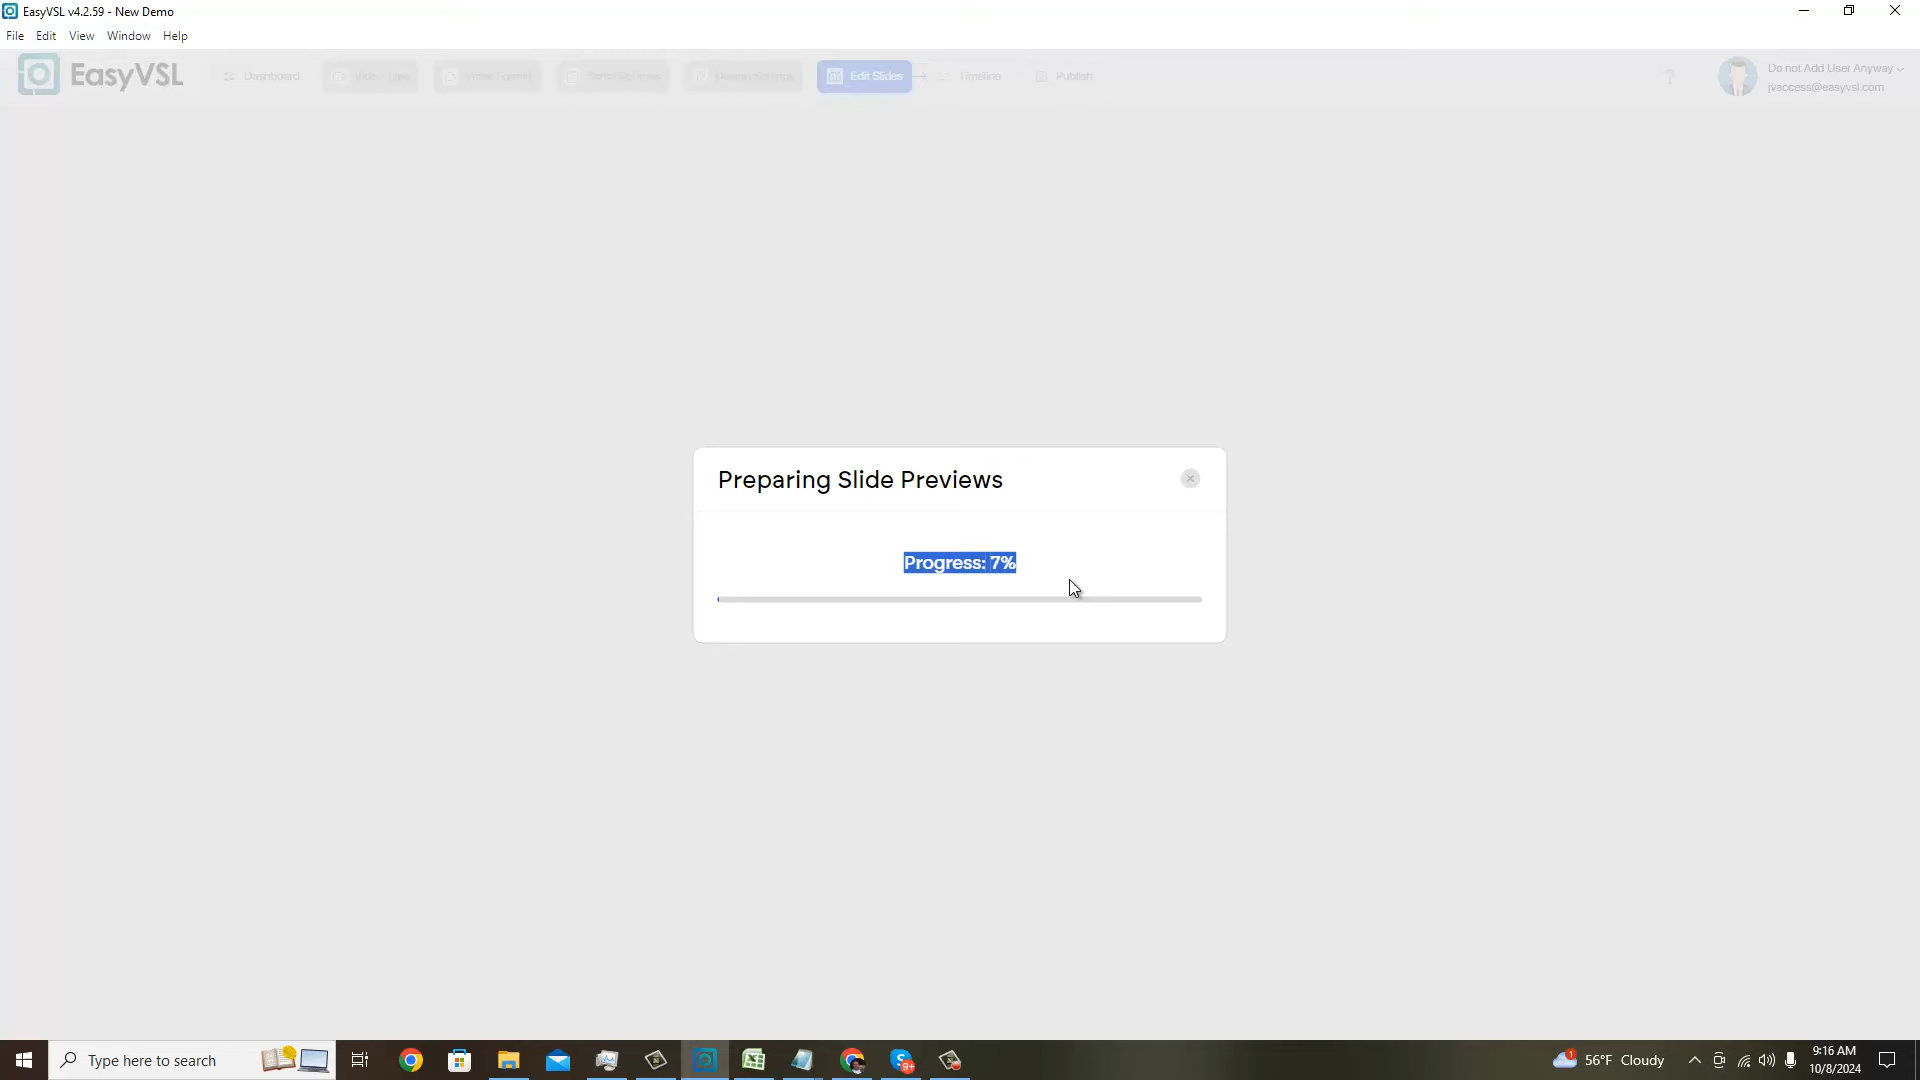 EasyVSL v4.2.59 - New Demo
File Edit View Window Help
EasyVSL
Dashboard
Edit Slides
Timeline
Publish
Do not Add User Anyway
jvaccess@easyvsl.com
Preparing Slide Previews
Progress: 7%
Type here to search
9+
1
56°F Cloudy
9:16 AM
10/8/2024